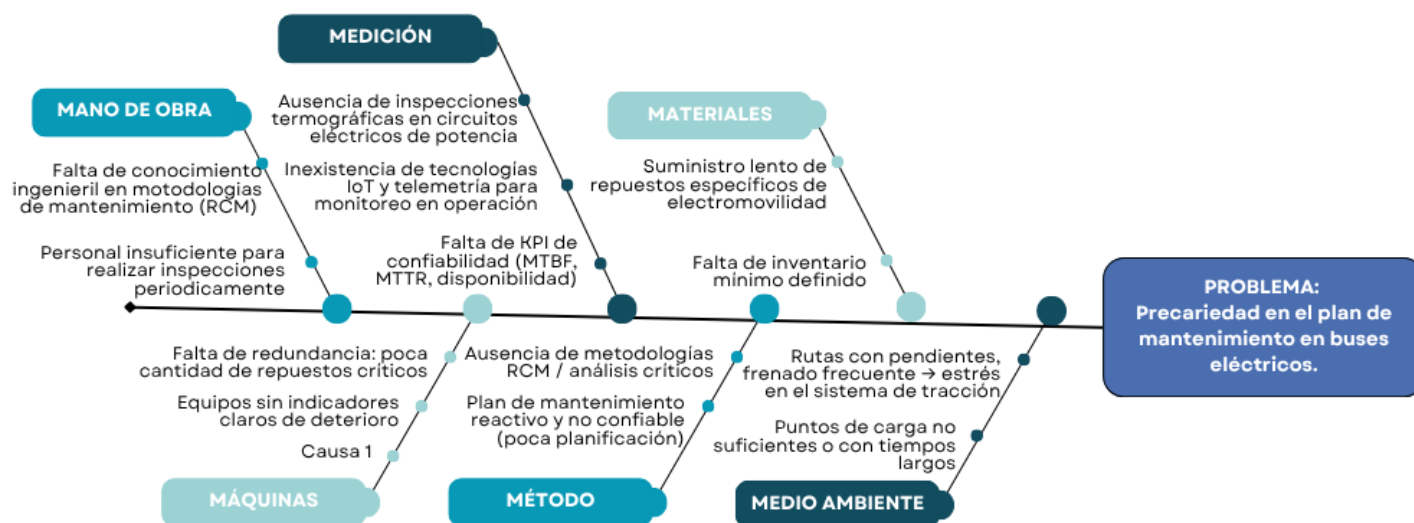 MEDICIÓN
Ausencia de inspecciones
termográficas en circuitos
eléctricos de potencia
Inexistencia de tecnologías
IoT y telemetría para
monitoreo en operación
Falta de KPI de
confiabilidad (MTBF,
MTTR, disponibilidad)
MANO DE OBRA
Falta de conocimiento
ingenieril en motodologias
de mantenimiento (RCM)
Personal insuficiente para
realizar inspecciones
periodicamente
MATERIALES
Suministro lento de
repuestos específicos de
electromovilidad
Falta de inventario
mínimo definido
PROBLEMA:
Precariedad en el plan de
mantenimiento en buses
eléctricos.
Falta de redundancia: poca
cantidad de repuestos críticos
Equipos sin indicadores
claros de deterioro
Causa 1
MÁQUINAS
Ausencia de metodologías
RCM / análisis críticos
Plan de mantenimiento
reactivo y no confiable
(poca planificación)
MÉTODO
Rutas con pendientes,
frenado frecuente → estrés
en el sistema de tracción
Puntos de carga no
suficientes o con tiempos
largos
MEDIO AMBIENTE